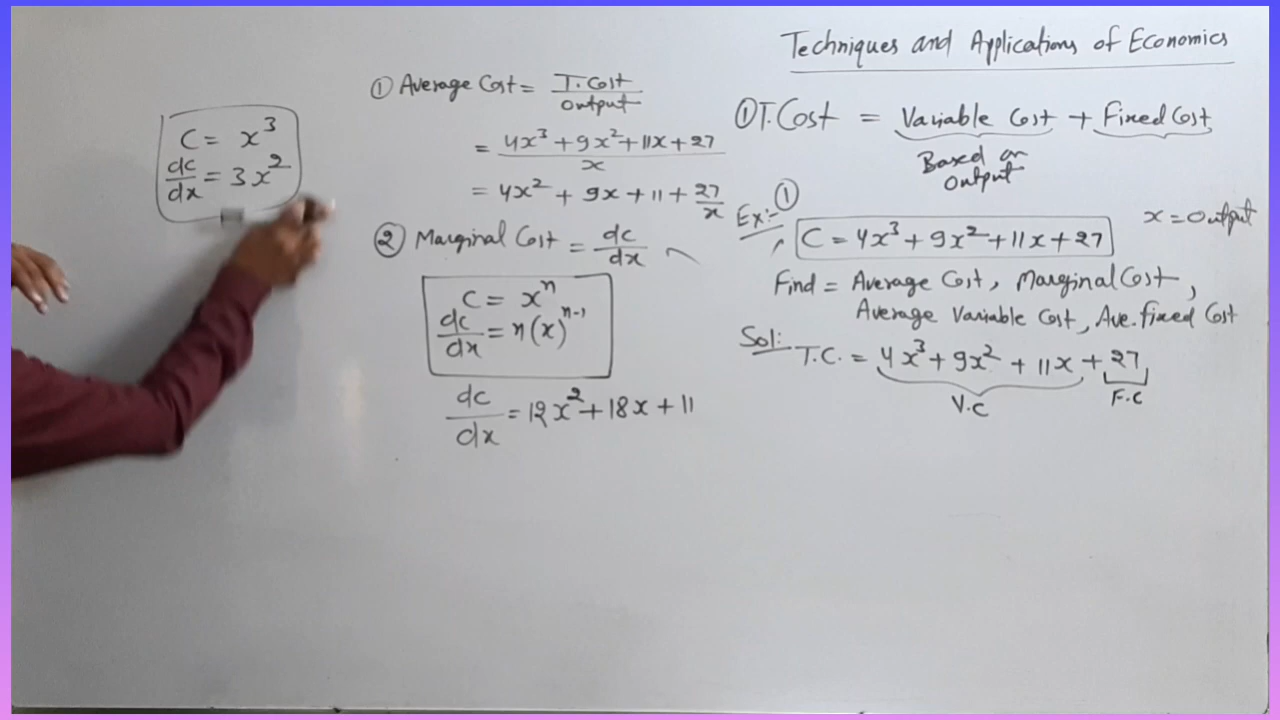 Techniques and Applications of Economics
① T.Cost = Variable Cost + Fixed Cost
Based on
Output
Ex:- ①
x = Output
C = 4x³ + 9x² + 11x + 27
Find = Average Cost, Marginal Cost,
Average Variable Cost, Ave. fixed Cost
Sol:
T.C. = 4x³ + 9x² + 11x + 27
V.C
F.C
① Average Cost = T.Cost / Output
= 4x³ + 9x² + 11x + 27 / x
= 4x² + 9x + 11 + 27/x
② Marginal Cost = dc/dx
C = xⁿ
dc/dx = n(x)ⁿ⁻¹
dc/dx = 12x² + 18x + 11
C = x³
dc/dx = 3x²